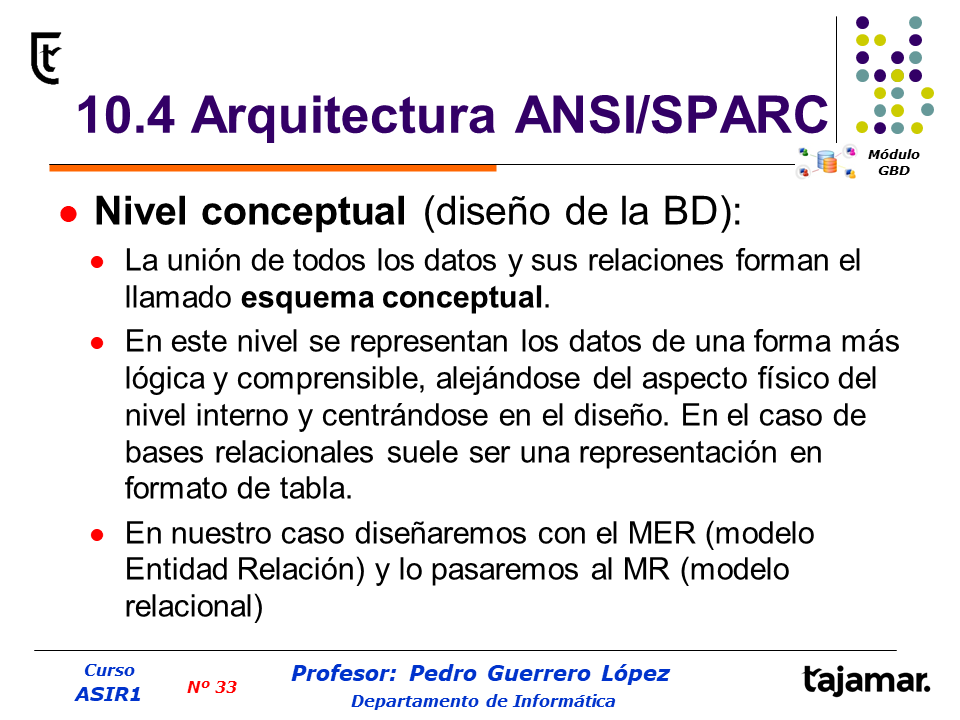 10.4 Arquitectura ANSI/SPARC
Módulo
GBD
Nivel conceptual (diseño de la BD):
La unión de todos los datos y sus relaciones forman el
llamado esquema conceptual.
En este nivel se representan los datos de una forma más
lógica y comprensible, alejándose del aspecto físico del
nivel interno y centrándose en el diseño. En el caso de
bases relacionales suele ser una representación en
formato de tabla.
En nuestro caso diseñaremos con el MER (modelo
Entidad Relación) y lo pasaremos al MR (modelo
relacional)
Curso
ASIR1
Nº 33
Profesor: Pedro Guerrero López
Departamento de Informática
tajamar.